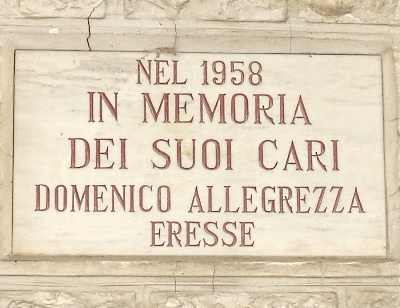 NEL 1958
IN MEMORIA
DEI SUOI CARI
DOMENICO ALLEGREZZA
ERESSE